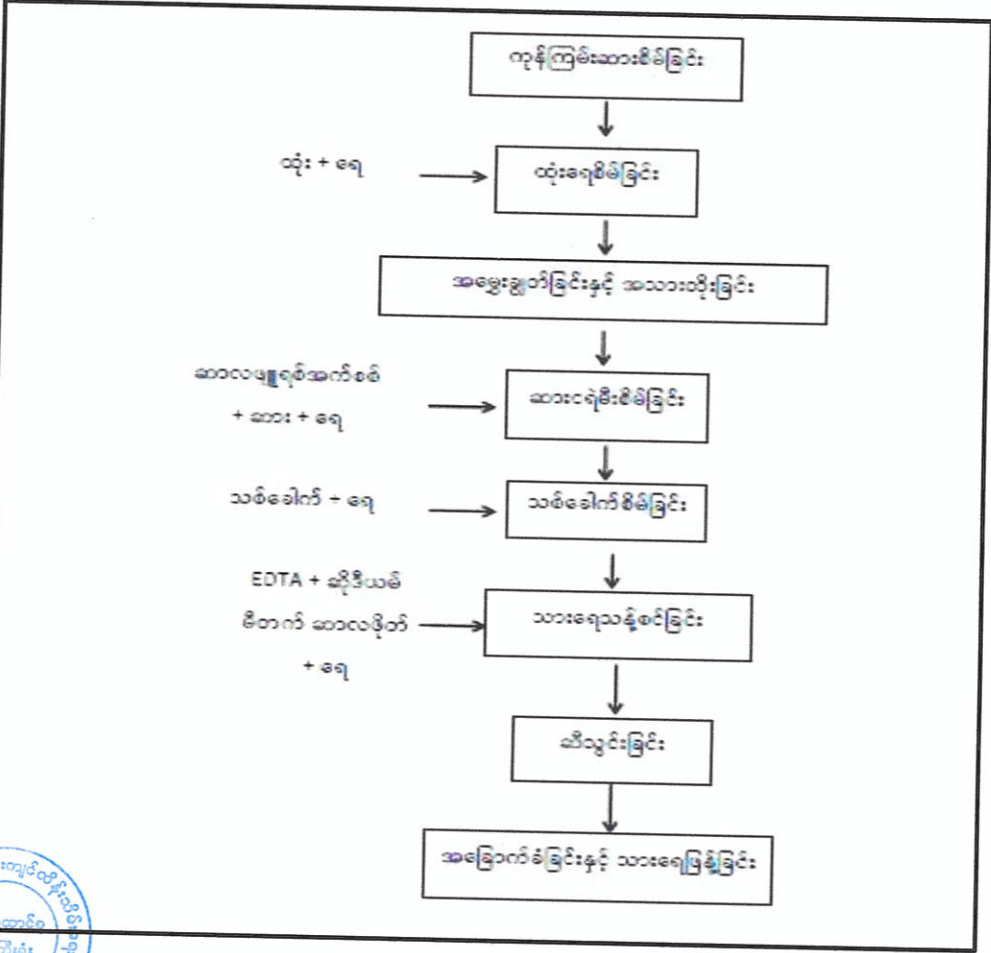 ကုန်ကြမ်းဆားစိမ်ခြင်း
ထုံး + ရေ
ထုံးရေစိမ်ခြင်း
အမွှေးချွတ်ခြင်းနှင့် အသားတိုးခြင်း
ဆာလဖျူရစ်အက်စစ်
+ ဆား + ရေ
ဆားငရဲမီးစိမ်ခြင်း
သစ်ခေါက် + ရေ
သစ်ခေါက်စိမ်ခြင်း
EDTA + ဆိုဒီယမ်
မီတက် ဆာလဖိုတ်
+ ရေ
သားရေသန့်စင်ခြင်း
ဆီသွင်းခြင်း
အခြောက်ခံခြင်းနှင့် သားရေဖြန့်ခြင်း